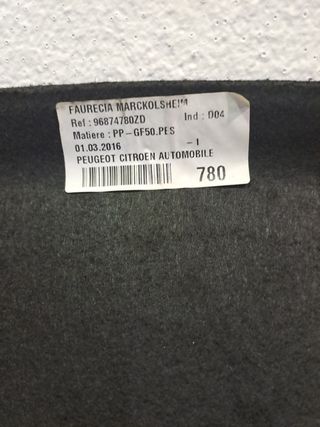 FAURECIA MARCKOLSHEIM
Ref : 96874780ZD Ind : D04
Matiere : PP-GF50.PES
01.03.2016 - I
PEUGEOT CITROEN AUTOMOBILE
780